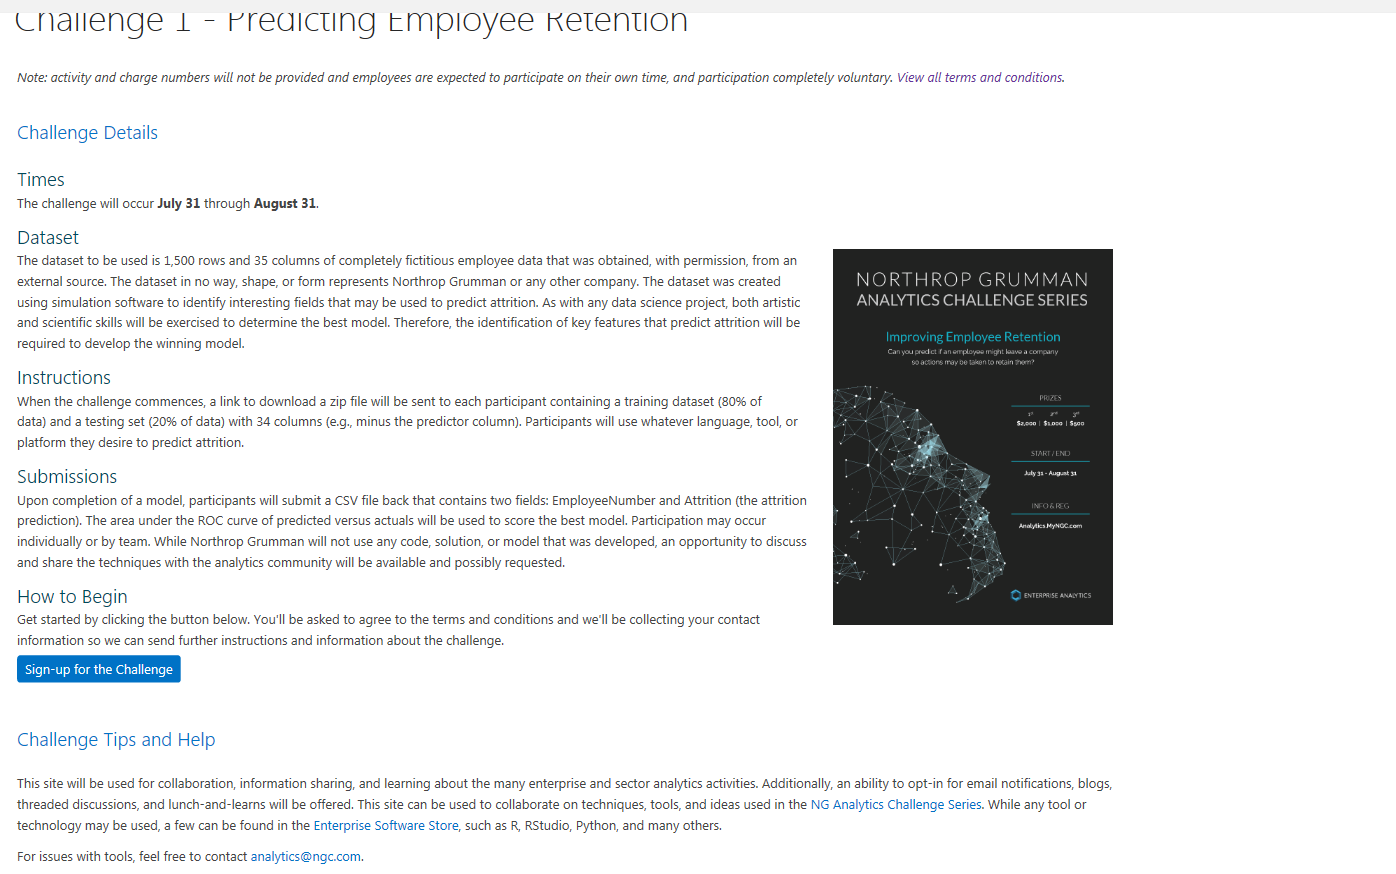 Challenge 1 - Predicting Employee Retention
Note: activity and charge numbers will not be provided and employees are expected to participate on their own time, and participation completely voluntary. View all terms and conditions.
Challenge Details
Times
The challenge will occur July 31 through August 31.
Dataset
The dataset to be used is 1,500 rows and 35 columns of completely fictitious employee data that was obtained, with permission, from an
external source. The dataset in no way, shape, or form represents Northrop Grumman or any other company. The dataset was created
using simulation software to identify interesting fields that may be used to predict attrition. As with any data science project, both artistic
and scientific skills will be exercised to determine the best model. Therefore, the identification of key features that predict attrition will be
required to develop the winning model.
Instructions
When the challenge commences, a link to download a zip file will be sent to each participant containing a training dataset (80% of
data) and a testing set (20% of data) with 34 columns (e.g., minus the predictor column). Participants will use whatever language, tool, or
platform they desire to predict attrition.
Submissions
Upon completion of a model, participants will submit a CSV file back that contains two fields: EmployeeNumber and Attrition (the attrition
prediction). The area under the ROC curve of predicted versus actuals will be used to score the best model. Participation may occur
individually or by team. While Northrop Grumman will not use any code, solution, or model that was developed, an opportunity to discuss
and share the techniques with the analytics community will be available and possibly requested.
How to Begin
Get started by clicking the button below. You'll be asked to agree to the terms and conditions and we'll be collecting your contact
information so we can send further instructions and information about the challenge.
Sign-up for the Challenge
NORTHROP GRUMMAN
ANALYTICS CHALLENGE SERIES
Improving Employee Retention
Can you predict if an employee might leave a company
so actions may be taken to retain them?
PRIZES
1st 2nd 3rd
$2,000 | $1,000 | $500
START / END
July 31 - August 31
INFO & REG
Analytics.MyNGC.com
ENTERPRISE ANALYTICS
Challenge Tips and Help
This site will be used for collaboration, information sharing, and learning about the many enterprise and sector analytics activities. Additionally, an ability to opt-in for email notifications, blogs,
threaded discussions, and lunch-and-learns will be offered. This site can be used to collaborate on techniques, tools, and ideas used in the NG Analytics Challenge Series. While any tool or
technology may be used, a few can be found in the Enterprise Software Store, such as R, RStudio, Python, and many others.
For issues with tools, feel free to contact analytics@ngc.com.